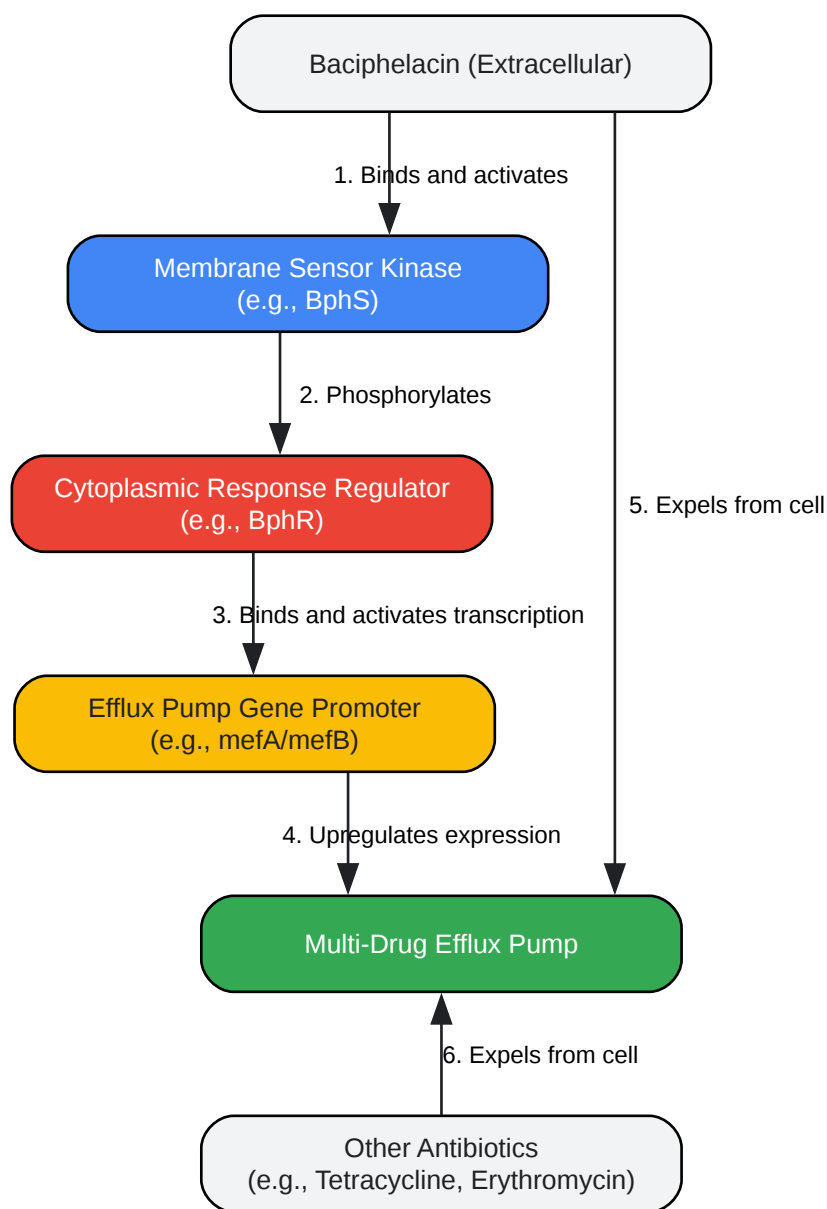 Baciphelacin (Extracellular)
1. Binds and activates
Membrane Sensor Kinase
(e.g., BphS)
2. Phosphorylates
Cytoplasmic Response Regulator
(e.g., BphR)
5. Expels from cell
3. Binds and activates transcription
Efflux Pump Gene Promoter
(e.g., mefA/mefB)
4. Upregulates expression
Multi-Drug Efflux Pump
6. Expels from cell
Other Antibiotics
(e.g., Tetracycline, Erythromycin)